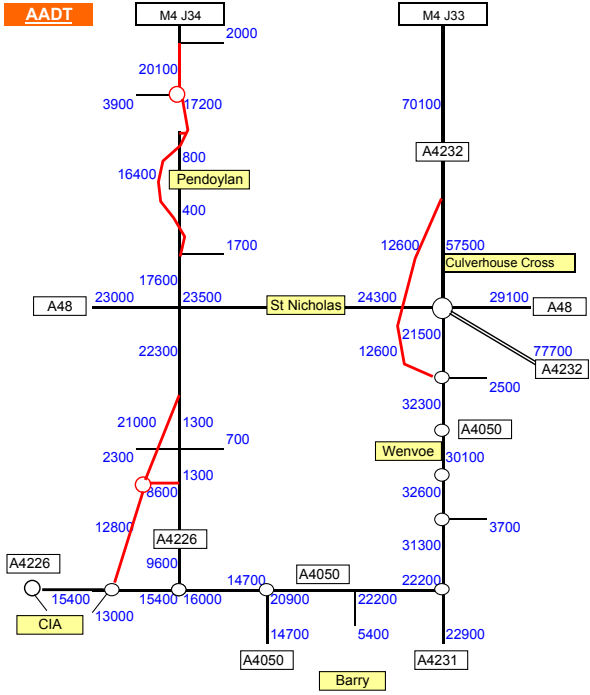 AADT
M4 J34
M4 J33
2000
20100
3900
17200
70100
A4232
800
16400
Pendoylan
400
1700
12600
57500
Culverhouse Cross
17600
A48
23000
23500
St Nicholas
24300
29100
A48
21500
22300
12600
77700
A4232
2500
32300
21000
1300
700
A4050
2300
Wenvoe
30100
1300
8600
32600
12800
3700
A4226
31300
A4226
9600
14700
A4050
22200
15400
13000
15400
16000
20900
22200
CIA
14700
5400
22900
A4050
A4231
Barry